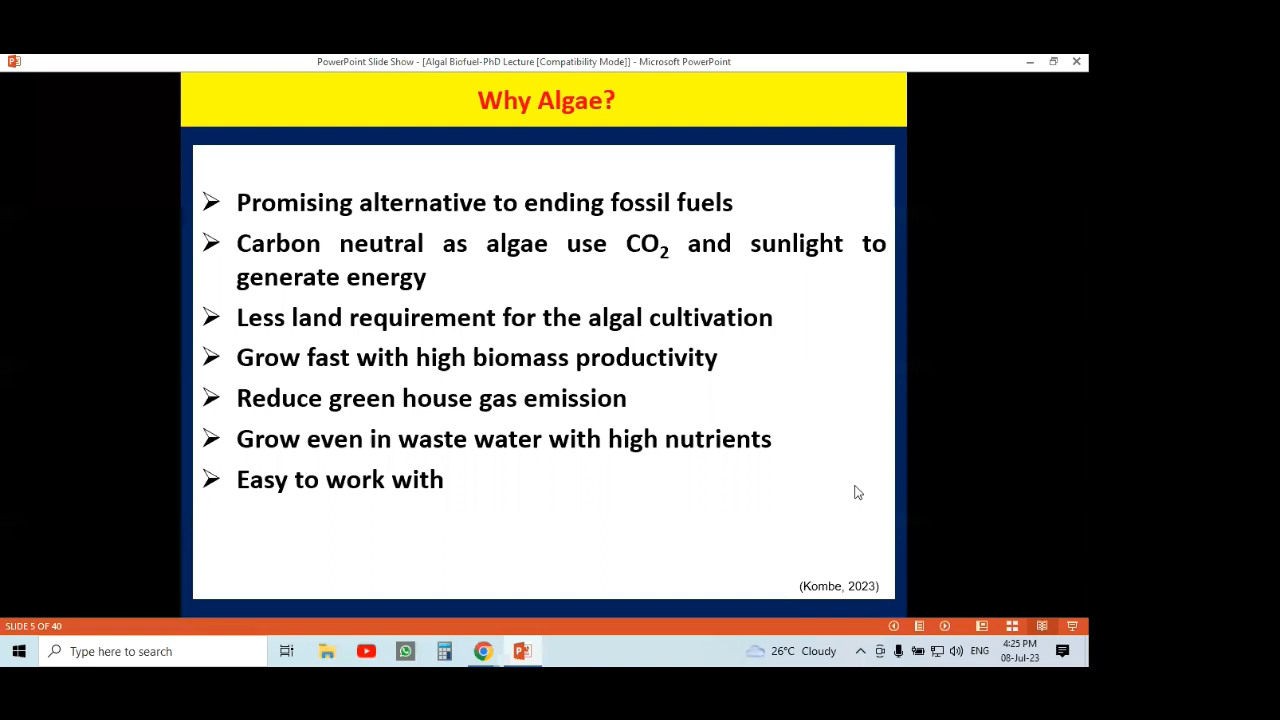 PowerPoint Slide Show - [Algal Biofuel-PhD Lecture [Compatibility Mode]] - Microsoft PowerPoint
Why Algae?
Promising alternative to ending fossil fuels
Carbon neutral as algae use CO2 and sunlight to
generate energy
Less land requirement for the algal cultivation
Grow fast with high biomass productivity
Reduce green house gas emission
Grow even in waste water with high nutrients
Easy to work with
(Kombe, 2023)
SLIDE 5 OF 40
Type here to search
26°C Cloudy
ENG
4:25 PM
08-Jul-23